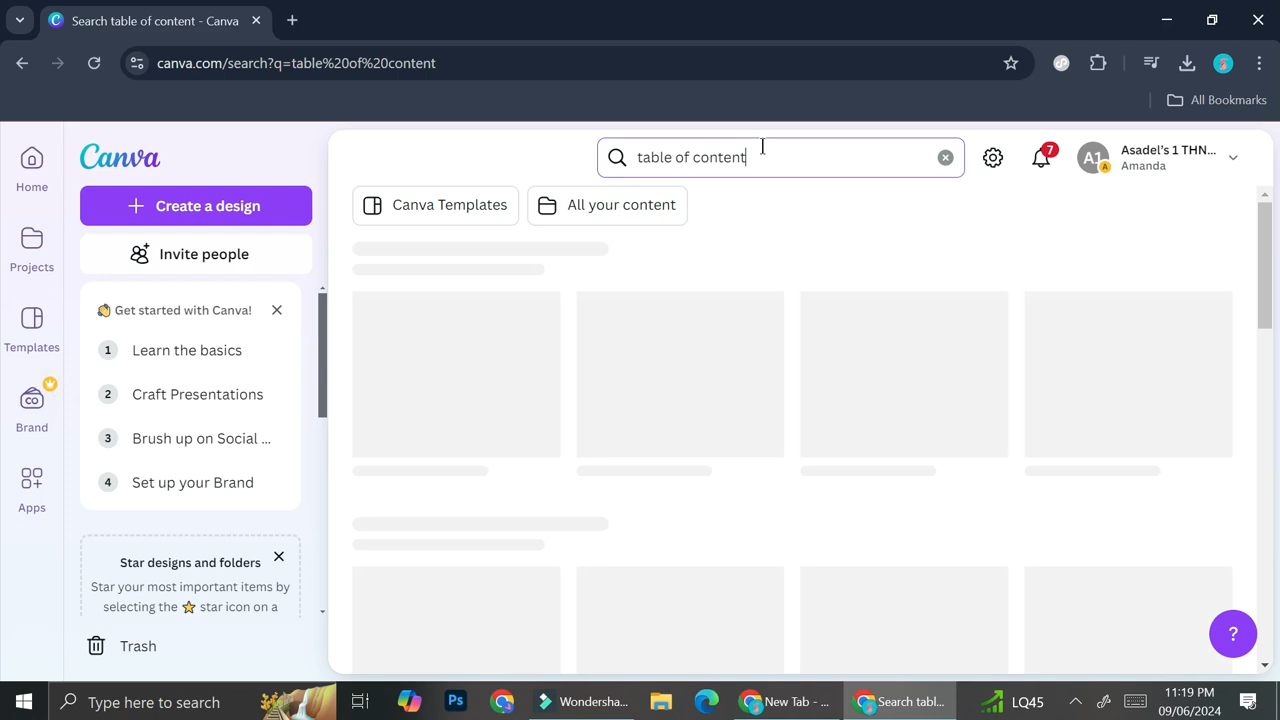 Search table of content - Canva
canva.com/search?q=table%20of%20content
All Bookmarks
Canva
table of content
7
A1
Asadel's 1 THN...
Amanda
Home
Create a design
Canva Templates
All your content
Projects
Invite people
Get started with Canva!
1 Learn the basics
Templates
2 Craft Presentations
Brand
CO
3 Brush up on Social ...
4 Set up your Brand
Apps
Star designs and folders
Star your most important items by
selecting the ⭐ star icon on a
Trash
?
Type here to search
Ps
Wondersha...
New Tab - ...
Search tabl...
LQ45
11:19 PM
09/06/2024